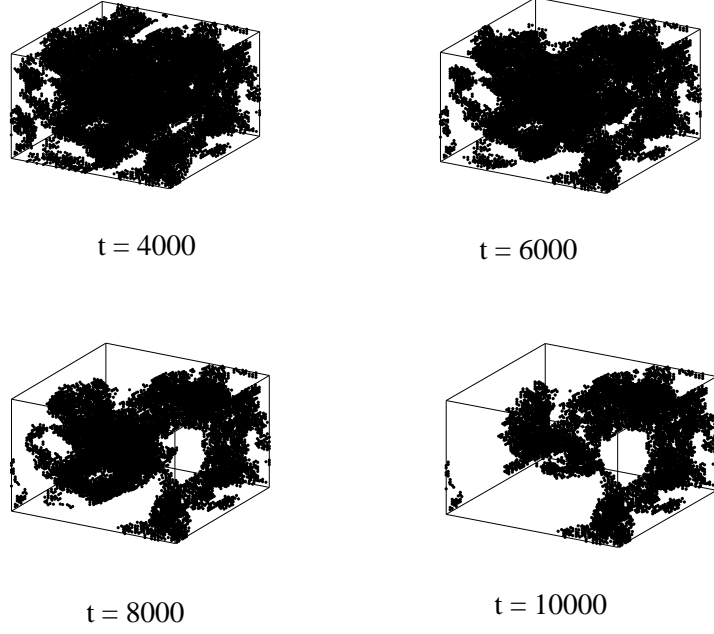 t = 4000
t = 6000
t = 8000
t = 10000